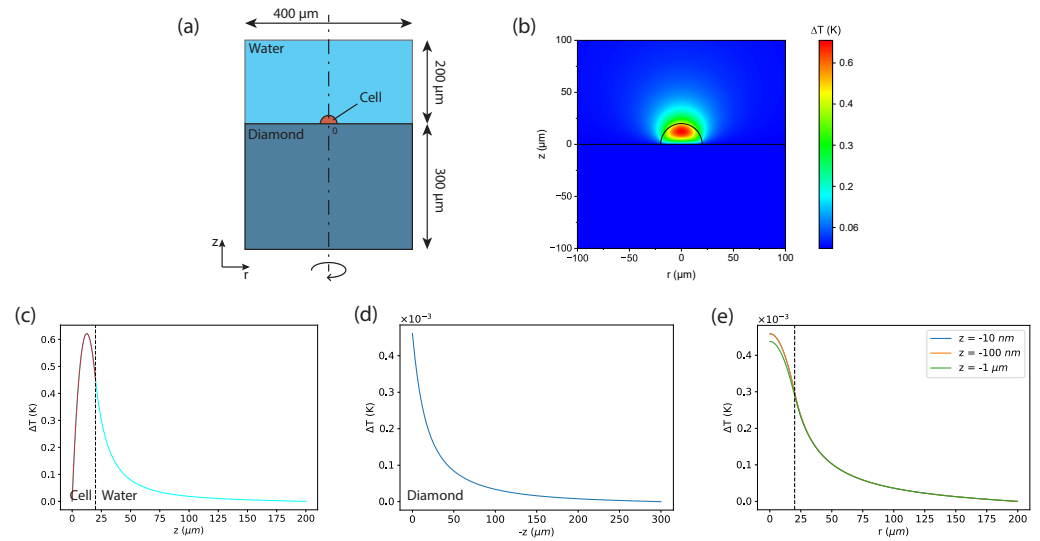 (a)
400 μm
Water
Cell
0
200 μm
Diamond
300 μm
z
r
(b)
ΔT (K)
100
50
0
−50
−100
z (μm)
−100
−50
0
50
100
r (μm)
0.6
0.4
0.3
0.2
0.06
(c)
0.6
0.5
0.4
0.3
0.2
0.1
0.0
ΔT (K)
Cell
Water
0
25
50
75
100
125
150
175
200
z (μm)
(d)
×10⁻³
0.4
0.3
0.2
0.1
0.0
ΔT (K)
Diamond
0
50
100
150
200
250
300
-z (μm)
(e)
×10⁻³
0.4
0.3
0.2
0.1
0.0
ΔT (K)
z = -10 nm
z = -100 nm
z = -1 μm
0
25
50
75
100
125
150
175
200
r (μm)